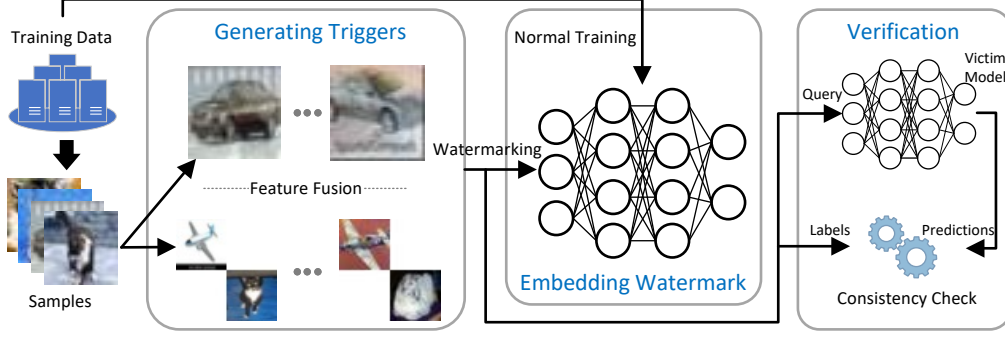 Training Data
Samples
Generating Triggers
Feature Fusion
Watermarking
Normal Training
Embedding Watermark
Verification
Query
Victim
Model
Labels
Predictions
Consistency Check